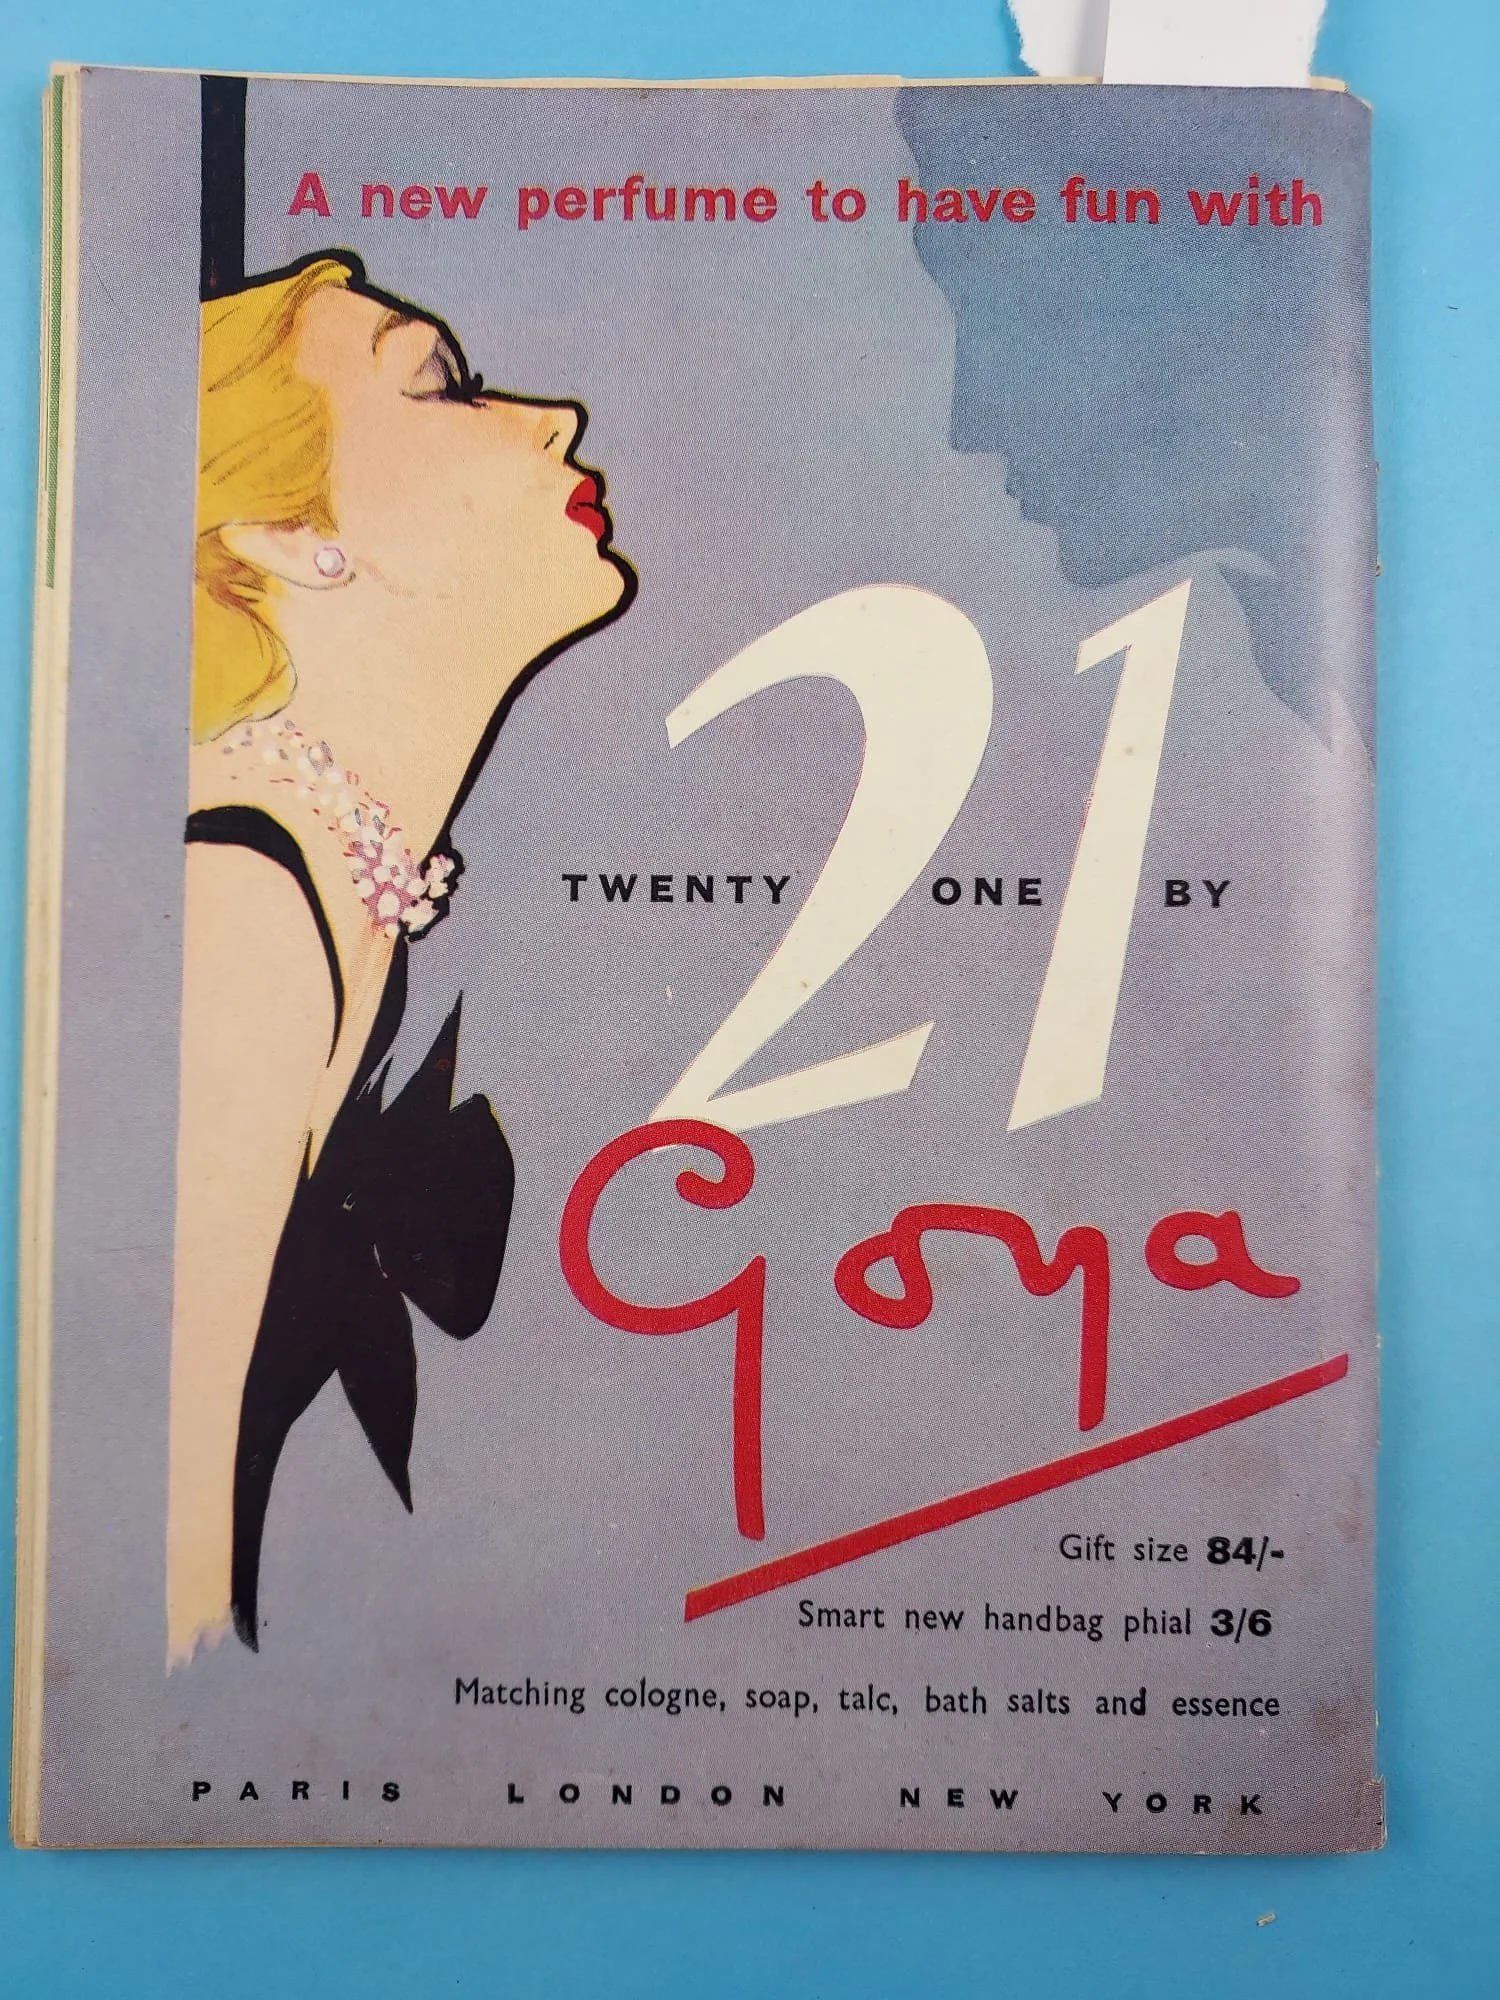 A new perfume to have fun with
21
TWENTY ONE BY
Goya
Gift size 84/-
Smart new handbag phial 3/6
Matching cologne, soap, talc, bath salts and essence
PARIS LONDON NEW YORK